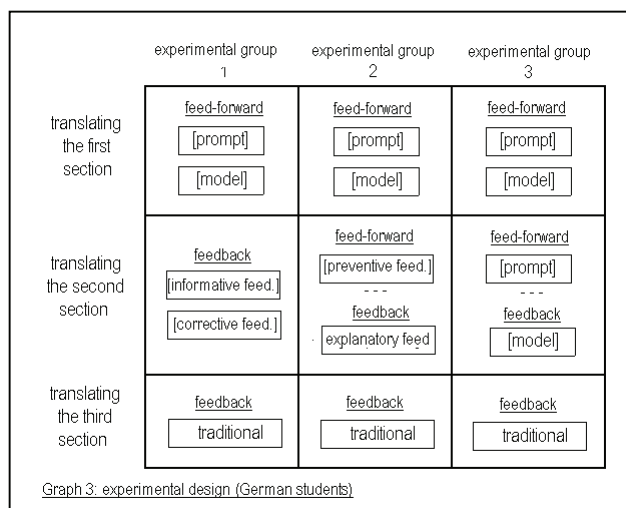 experimental group
1
experimental group
2
experimental group
3
translating
the first
section
feed-forward
[prompt]
[model]
feed-forward
[prompt]
[model]
feed-forward
[prompt]
[model]
translating
the second
section
feedback
[informative feed.]
[corrective feed.]
feed-forward
[preventive feed.]
---
feedback
explanatory feed
feed-forward
[prompt]
---
feedback
[model]
translating
the third
section
feedback
traditional
feedback
traditional
feedback
traditional
Graph 3: experimental design (German students)